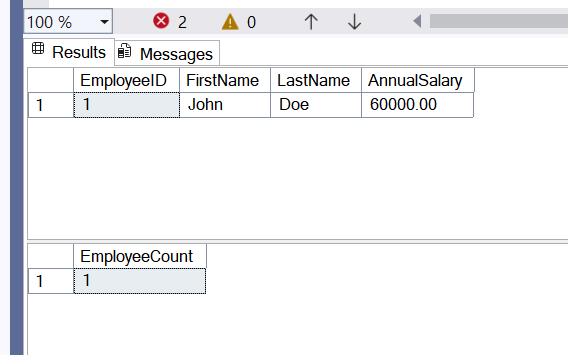 100 % 2 0
Results Messages
EmployeeID FirstName LastName AnnualSalary
1 1 John Doe 60000.00
EmployeeCount
1 1